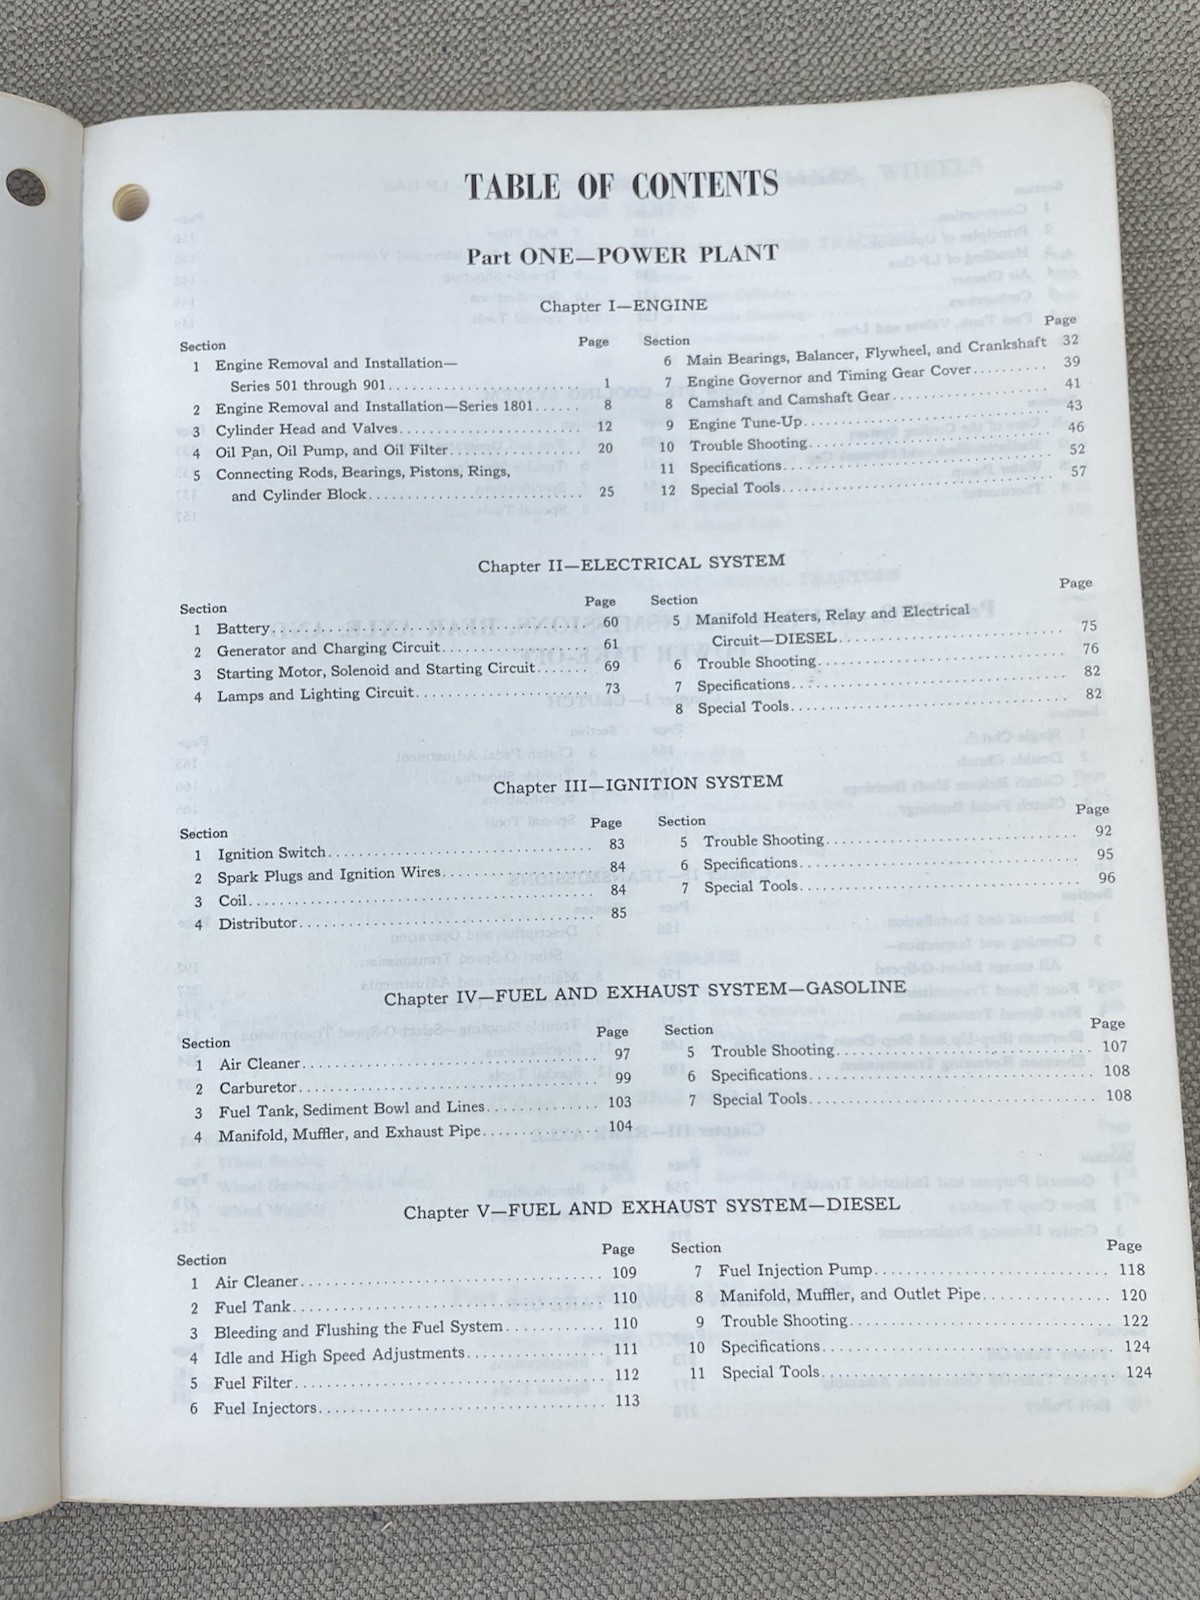 TABLE OF CONTENTS
Part ONE—POWER PLANT
Chapter I—ENGINE
Section Page
1 Engine Removal and Installation—
Series 501 through 901 1
2 Engine Removal and Installation—Series 1801 8
3 Cylinder Head and Valves 12
4 Oil Pan, Oil Pump, and Oil Filter 20
5 Connecting Rods, Bearings, Pistons, Rings,
and Cylinder Block 25
Section Page
6 Main Bearings, Balancer, Flywheel, and Crankshaft 32
7 Engine Governor and Timing Gear Cover 39
8 Camshaft and Camshaft Gear 41
9 Engine Tune-Up 43
10 Trouble Shooting 46
11 Specifications 52
12 Special Tools 57
Chapter II—ELECTRICAL SYSTEM
Section Page
1 Battery 60
2 Generator and Charging Circuit 61
3 Starting Motor, Solenoid and Starting Circuit 69
4 Lamps and Lighting Circuit 73
Section Page
5 Manifold Heaters, Relay and Electrical
Circuit—DIESEL 75
6 Trouble Shooting 76
7 Specifications 82
8 Special Tools 82
Chapter III—IGNITION SYSTEM
Section Page
1 Ignition Switch 83
2 Spark Plugs and Ignition Wires 84
3 Coil 84
4 Distributor 85
Section Page
5 Trouble Shooting 92
6 Specifications 95
7 Special Tools 96
Chapter IV—FUEL AND EXHAUST SYSTEM—GASOLINE
Section Page
1 Air Cleaner 97
2 Carburetor 99
3 Fuel Tank, Sediment Bowl and Lines 103
4 Manifold, Muffler, and Exhaust Pipe 104
Section Page
5 Trouble Shooting 107
6 Specifications 108
7 Special Tools 108
Chapter V—FUEL AND EXHAUST SYSTEM—DIESEL
Section Page
1 Air Cleaner 109
2 Fuel Tank 110
3 Bleeding and Flushing the Fuel System 110
4 Idle and High Speed Adjustments 111
5 Fuel Filter 112
6 Fuel Injectors 113
Section Page
7 Fuel Injection Pump 118
8 Manifold, Muffler, and Outlet Pipe 120
9 Trouble Shooting 122
10 Specifications 124
11 Special Tools 124